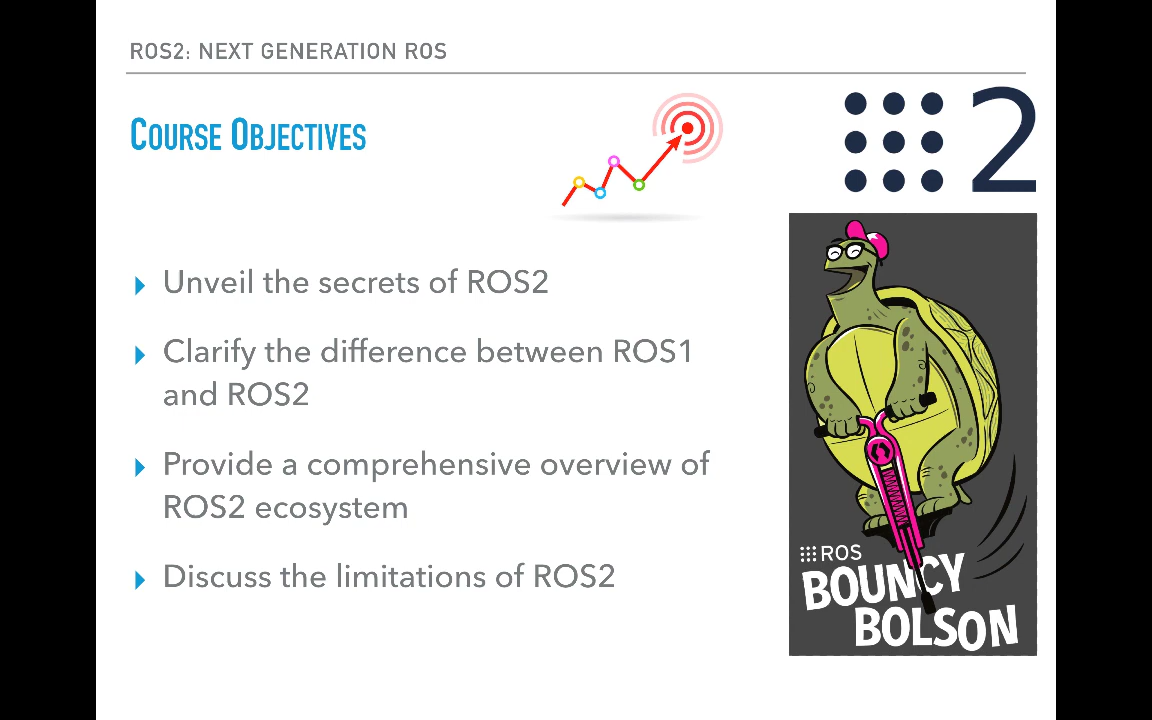 ROS2: NEXT GENERATION ROS
COURSE OBJECTIVES
2
Unveil the secrets of ROS2
Clarify the difference between ROS1
and ROS2
Provide a comprehensive overview of
ROS2 ecosystem
Discuss the limitations of ROS2
ROS
BOUNCY
BOLSON